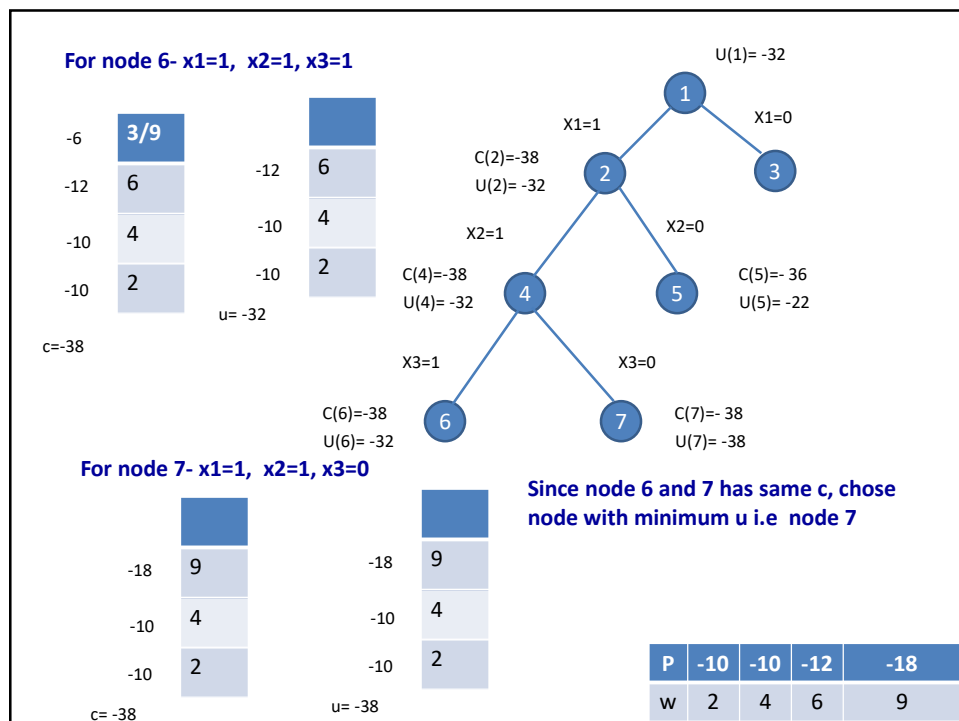 For node 6- x1=1, x2=1, x3=1
-6 3/9
-12 6
-10 4
-10 2
c=-38
-12 6
-10 4
-10 2
u= -32
U(1)= -32
1
X1=1
X1=0
C(2)=-38
U(2)= -32
2
3
X2=1
X2=0
C(4)=-38
U(4)= -32
4
5
C(5)=- 36
U(5)= -22
X3=1
X3=0
C(6)=-38
U(6)= -32
6
7
C(7)=- 38
U(7)= -38
For node 7- x1=1, x2=1, x3=0
-18 9
-10 4
-10 2
c= -38
-18 9
-10 4
-10 2
u= -38
Since node 6 and 7 has same c, chose
node with minimum u i.e node 7
P -10 -10 -12 -18
w 2 4 6 9